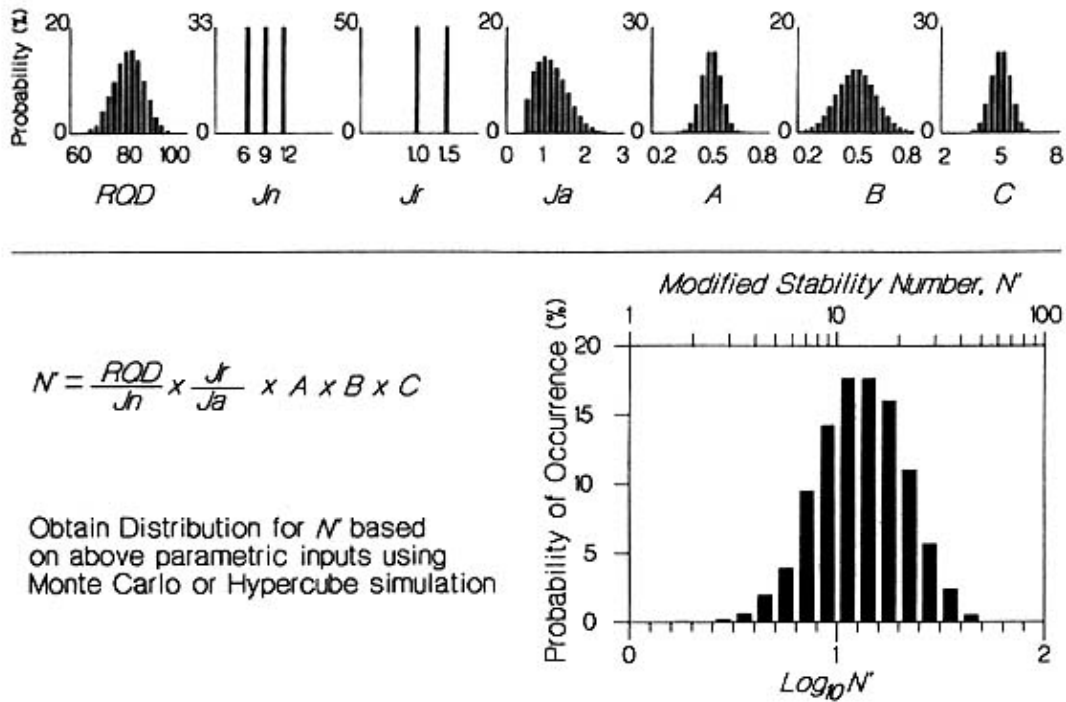 Probability (%)
20 33 50 20 30 20 30
0 0 0 0 0 0 0
60 80 100 6 9 12 1.0 1.5 0 1 2 3 0.2 0.5 0.8 0.2 0.5 0.8 2 5 8
RQD Jn Jr Ja A B C
Modified Stability Number, N'
1 10 100
N' = RQD/Jn x Jr/Ja x A x B x C
Obtain Distribution for N' based
on above parametric inputs using
Monte Carlo or Hypercube simulation
Probability of Occurrence (%)
20
15
10
5
0
0 1 2
Log10N'